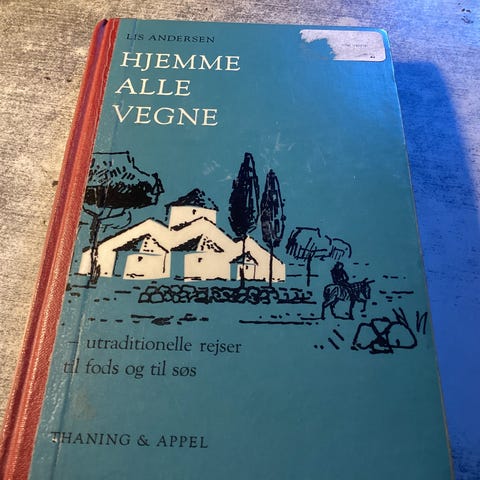 LIS ANDERSEN
HJEMME
ALLE
VEGNE
– utraditionelle rejser
til fods og til søs
THANING & APPEL